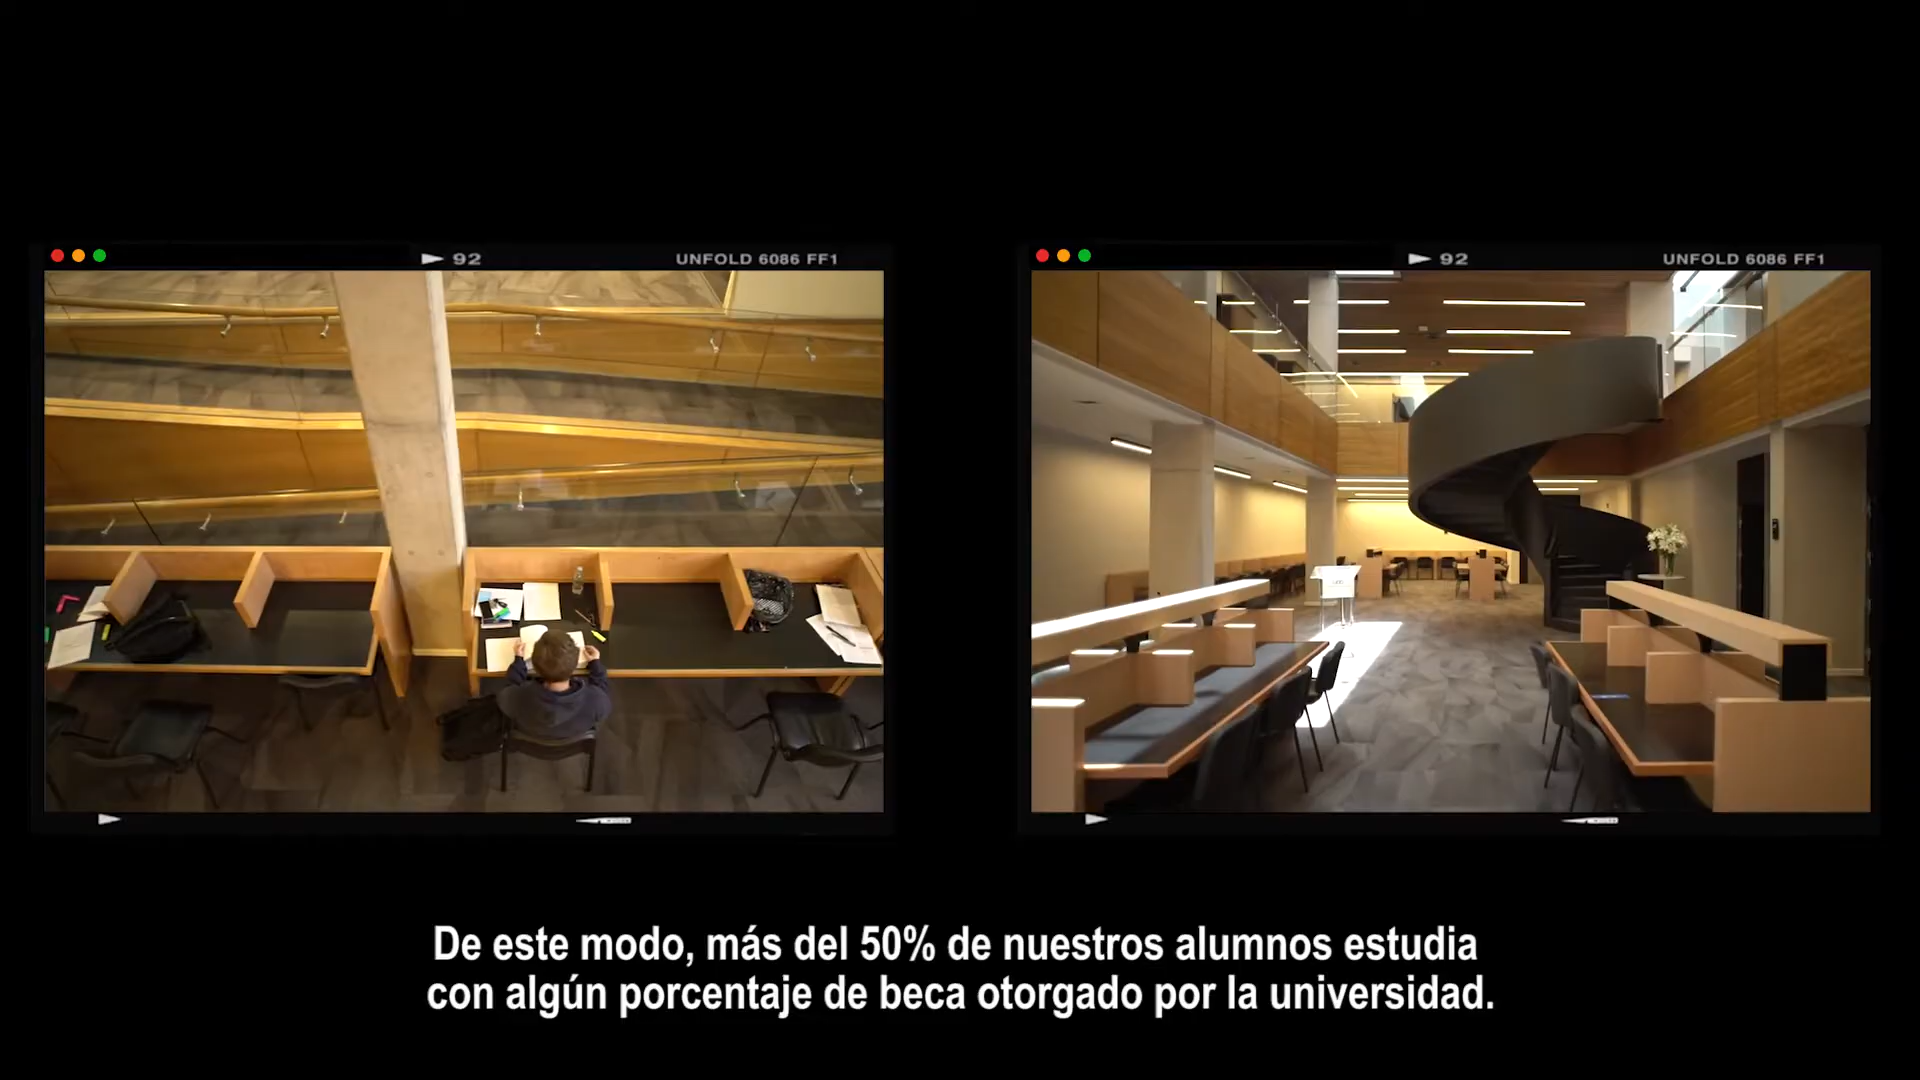 92
UNFOLD 6086 FF1
92
UNFOLD 6086 FF1
De este modo, más del 50% de nuestros alumnos estudia
con algún porcentaje de beca otorgado por la universidad.